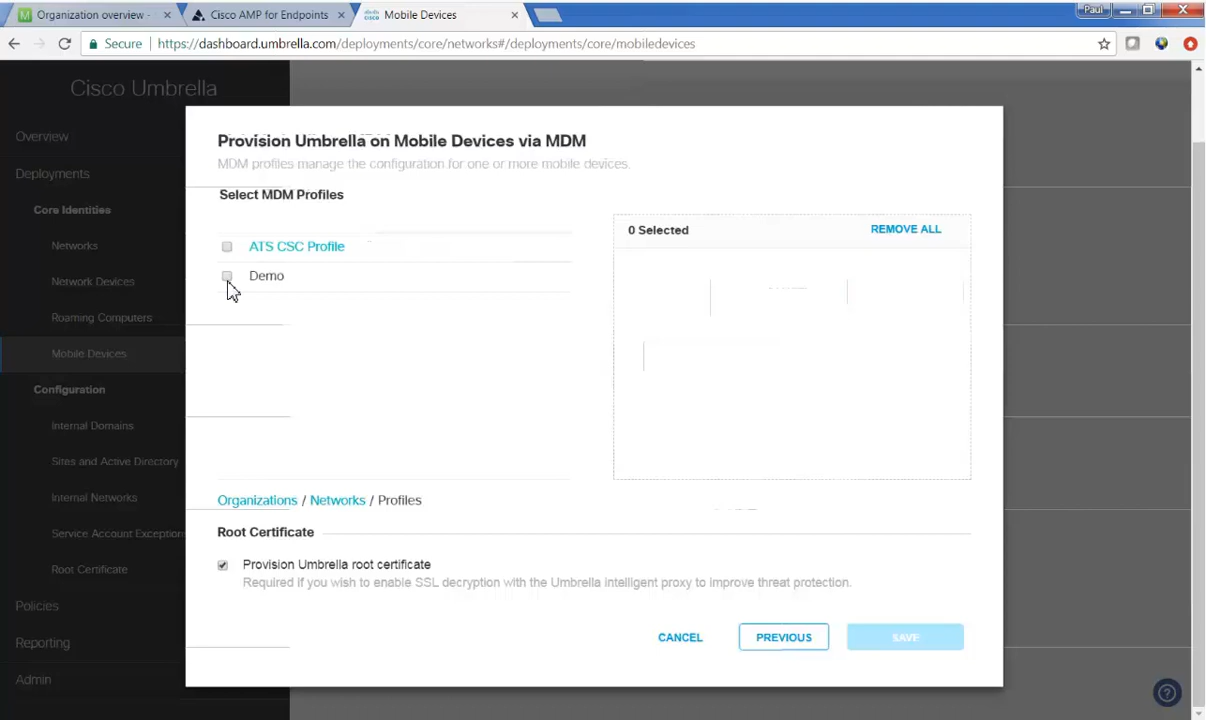 Organization overview -
Cisco AMP for Endpoints
Mobile Devices
Paul
Secure
https://dashboard.umbrella.com/deployments/core/networks#/deployments/core/mobiledevices
Cisco Umbrella
Overview
Deployments
Core Identities
Networks
Network Devices
Roaming Computers
Mobile Devices
Configuration
Internal Domains
Sites and Active Directory
Internal Networks
Service Account Exceptions
Root Certificate
Policies
Reporting
Admin
Provision Umbrella on Mobile Devices via MDM
MDM profiles manage the configuration for one or more mobile devices.
Select MDM Profiles
ATS CSC Profile
Demo
0 Selected
REMOVE ALL
Organizations / Networks / Profiles
Root Certificate
Provision Umbrella root certificate
Required if you wish to enable SSL decryption with the Umbrella intelligent proxy to improve threat protection.
CANCEL
PREVIOUS
SAVE